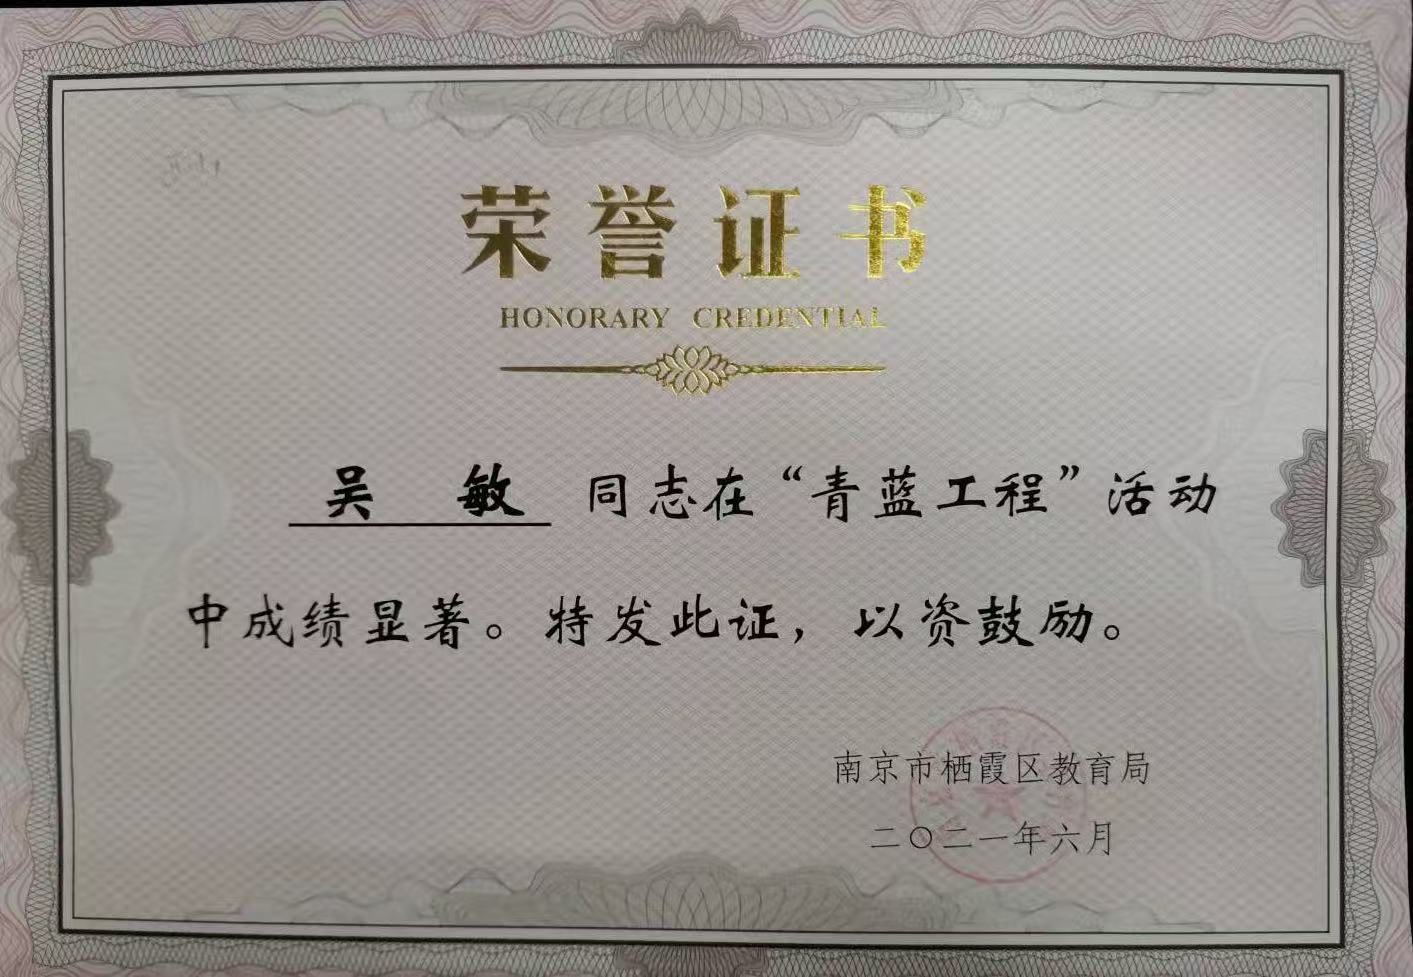 荣誉证书
HONORARY CREDENTIAL
吴 敏 同志在“青蓝工程”活动
中成绩显著。特发此证，以资鼓励。
南京市栖霞区教育局
二〇二一年六月